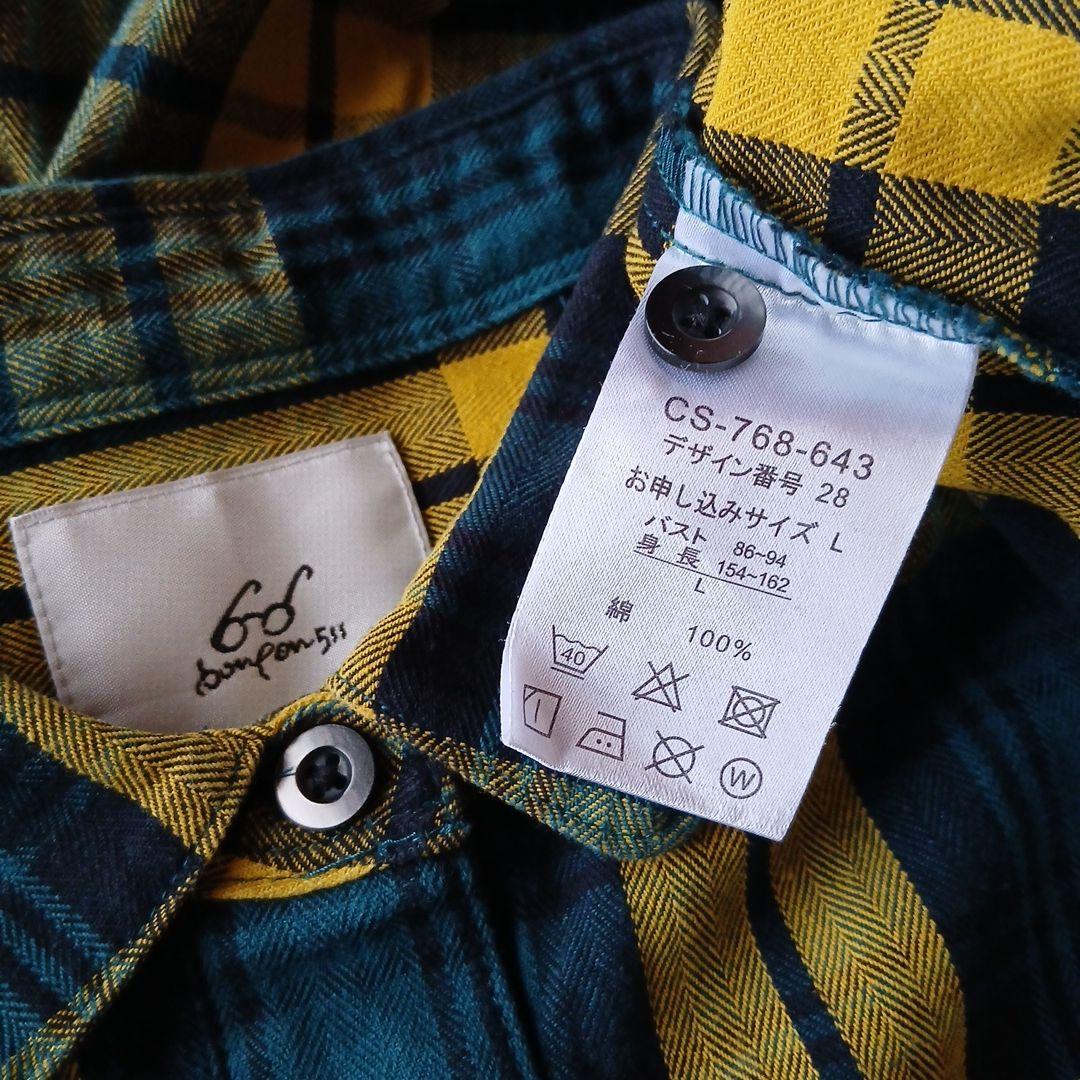 bonpon511
CS-768-643
デザイン番号 28
お申し込みサイズ L
バスト 86~94
身長 154~162
L
綿 100%
40
W